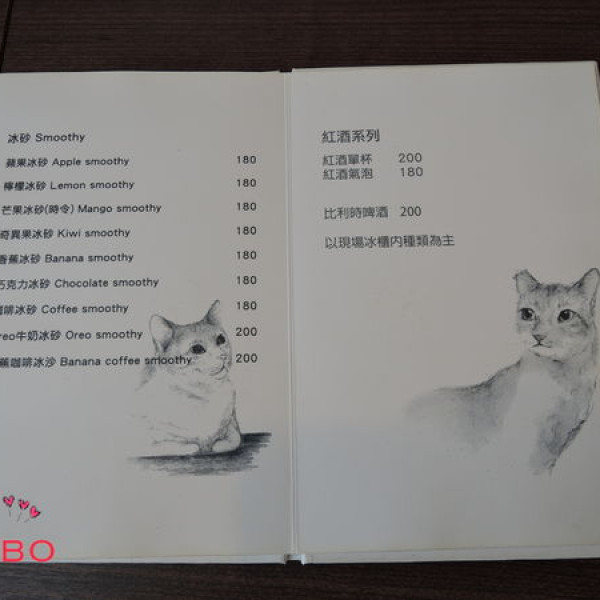 冰砂 Smoothy
蘋果冰砂 Apple smoothy 180
檸檬冰砂 Lemon smoothy 180
芒果冰砂(時令) Mango smoothy 180
奇異果冰砂 Kiwi smoothy 180
香蕉冰砂 Banana smoothy 180
巧克力冰砂 Chocolate smoothy 180
咖啡冰砂 Coffee smoothy 180
reo牛奶冰砂 Oreo smoothy 200
蕉咖啡冰沙 Banana coffee smoothy 200
紅酒系列
紅酒單杯 200
紅酒氣泡 180
比利時啤酒 200
以現場冰櫃內種類為主
BO